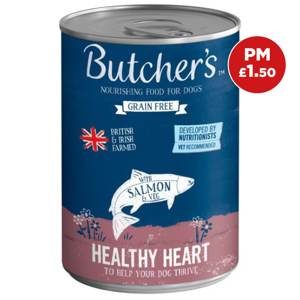 PM
£1.50
Butcher's™
NOURISHING FOOD FOR DOGS
GRAIN FREE
BRITISH
& IRISH
FARMED
DEVELOPED BY
NUTRITIONISTS
VET RECOMMENDED
WITH
SALMON
& VEG
HEALTHY HEART
TO HELP YOUR DOG THRIVE